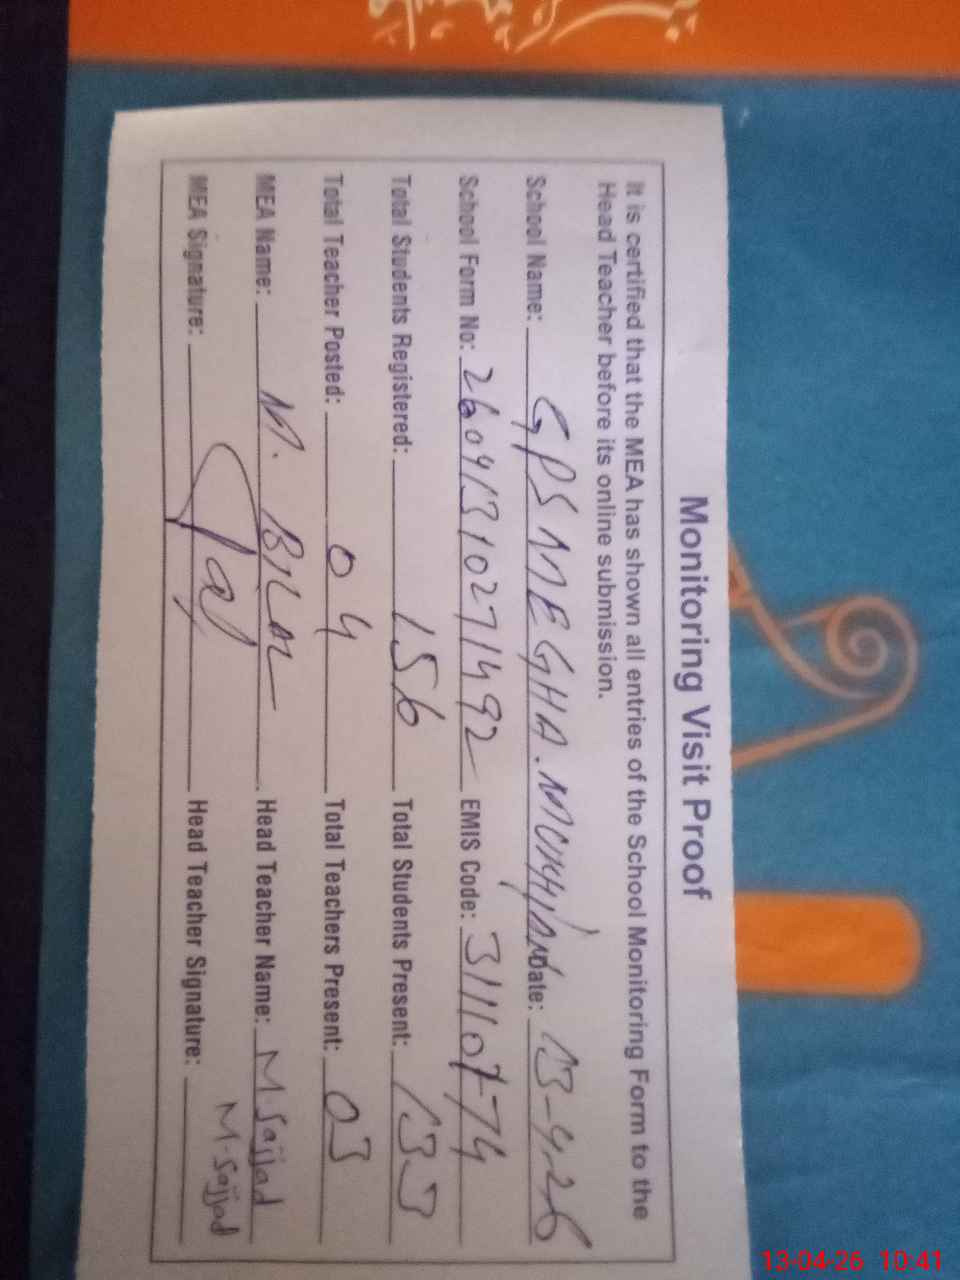 Monitoring Visit Proof
It is certified that the MEA has shown all entries of the School Monitoring Form to the
Head Teacher before its online submission.
School Name: GPS MEGHA. Date: 13-4-26
School Form No: 26041310271492 EMIS Code: 31110774
Total Students Registered: 156 Total Students Present: 133
Total Teacher Posted: 04 Total Teachers Present: 03
MEA Name: M. Head Teacher Name: M Sajjad
MEA Signature: Head Teacher Signature: M-Sajjad
13-04-26 10:41